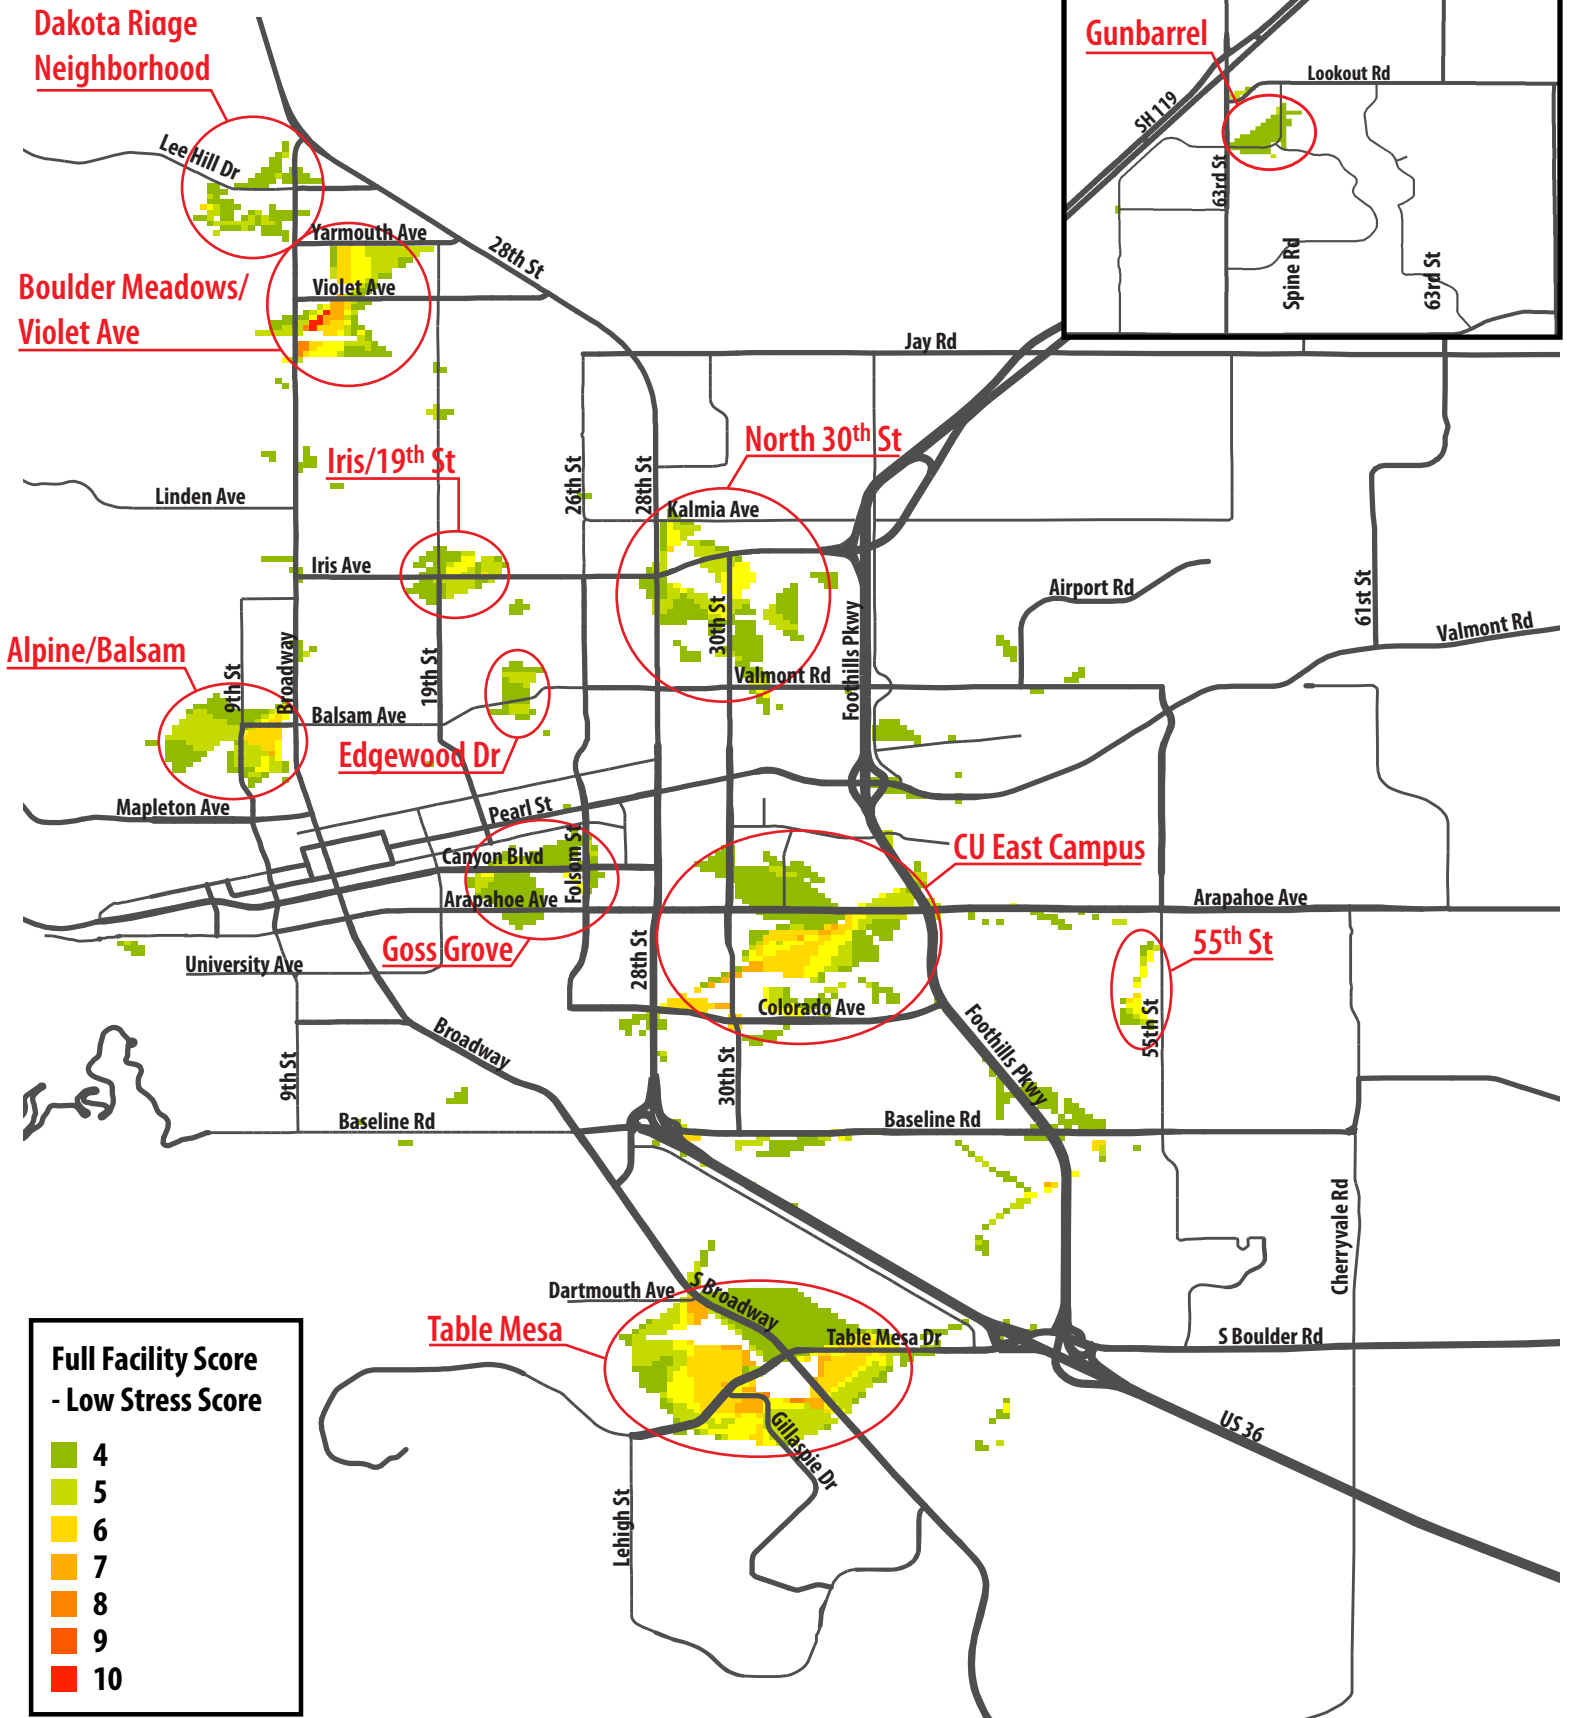 Dakota Ridge
Neighborhood
Gunbarrel
Lookout Rd
SH 119
63rd St
Spine Rd
63rd St
Lee Hill Dr
Yarmouth Ave
28th St
Boulder Meadows/
Violet Ave
Violet Ave
Jay Rd
North 30th St
Iris/19th St
26th St
28th St
Linden Ave
Kalmia Ave
Iris Ave
Airport Rd
61st St
Valmont Rd
30th St
Foothills Pkwy
Alpine/Balsam
9th St
Broadway
19th St
Valmont Rd
Balsam Ave
Edgewood Dr
Mapleton Ave
Pearl St
Canyon Blvd
Folsom St
CU East Campus
Arapahoe Ave
Arapahoe Ave
Goss Grove
28th St
55th St
University Ave
Colorado Ave
55th St
Broadway
Foothills Pkwy
9th St
30th St
Baseline Rd
Baseline Rd
Cherryvale Rd
Dartmouth Ave
S Broadway
Table Mesa
Table Mesa Dr
S Boulder Rd
US 36
Gillaspie Dr
Lehigh St
Full Facility Score
- Low Stress Score
4
5
6
7
8
9
10